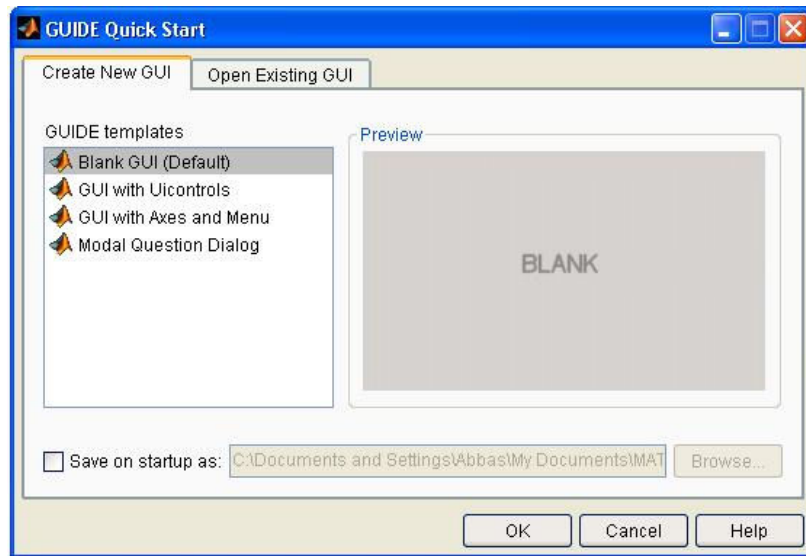 GUIDE Quick Start
Create New GUI
Open Existing GUI
GUIDE templates
Blank GUI (Default)
GUI with Uicontrols
GUI with Axes and Menu
Modal Question Dialog
Preview
BLANK
Save on startup as: C:\Documents and Settings\Abbas\My Documents\MAT Browse...
OK Cancel Help